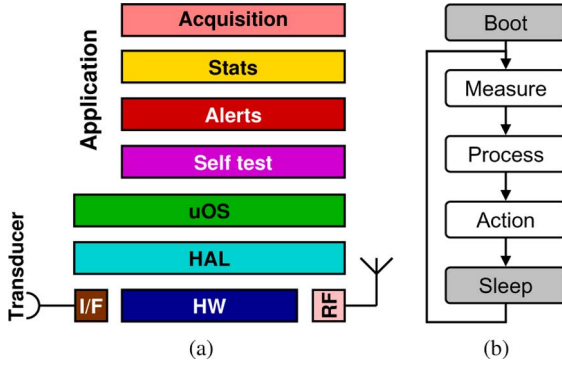 Application
Acquisition
Stats
Alerts
Self test
uOS
HAL
Transducer
I/F
HW
RF
(a)
Boot
Measure
Process
Action
Sleep
(b)